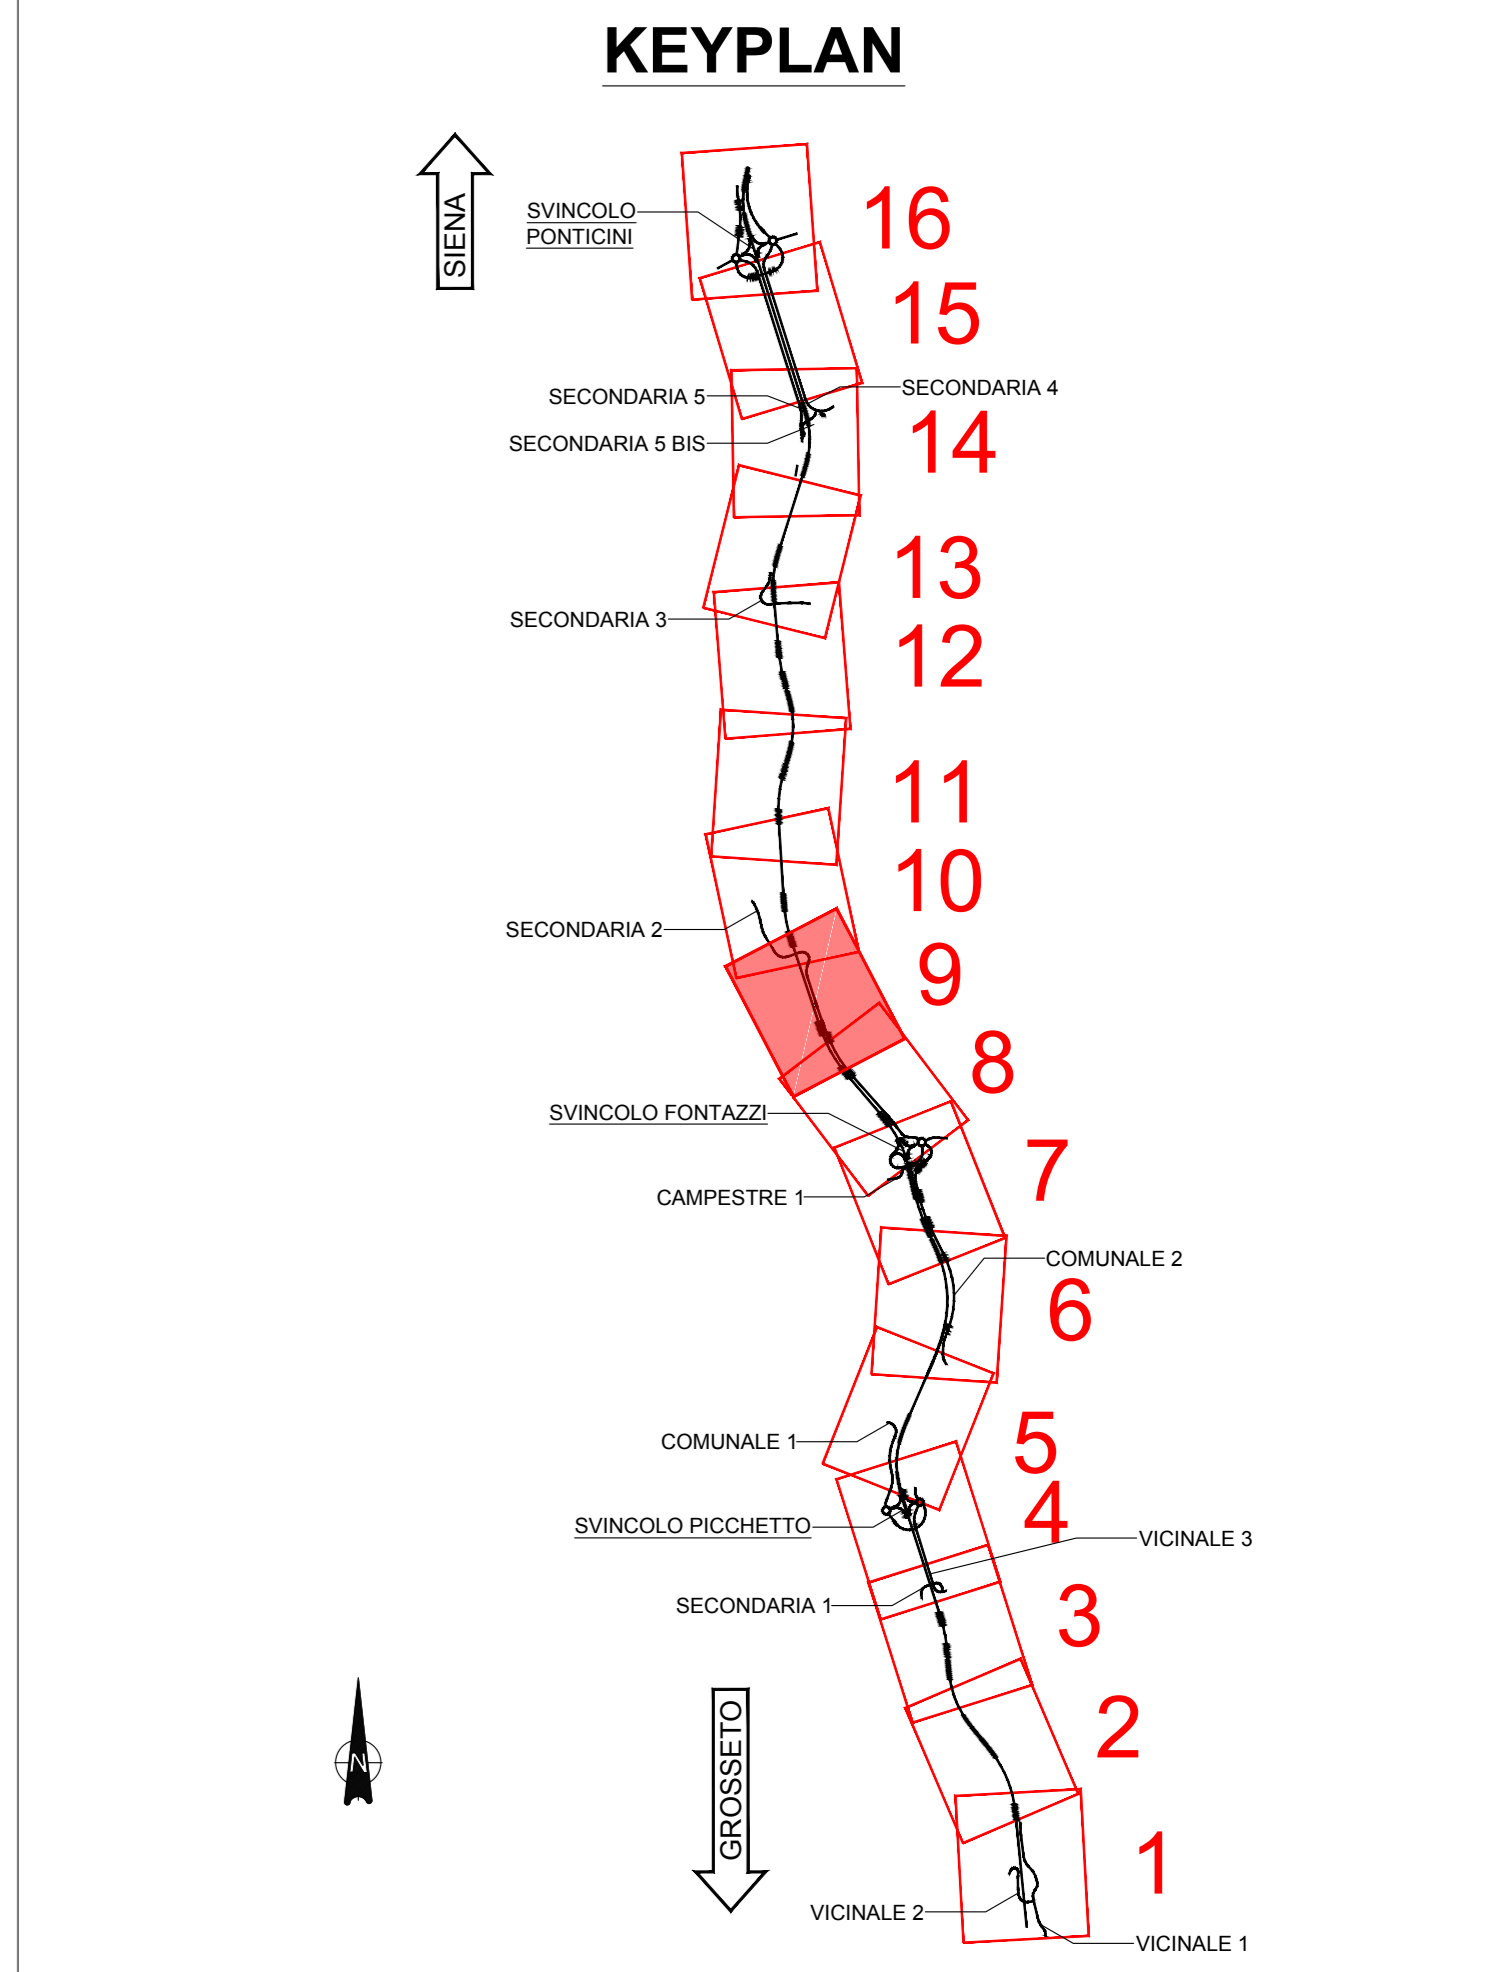 KEYPLAN
SIENA
SVINCOLO
PONTICINI
16
15
SECONDARIA 5
SECONDARIA 4
14
SECONDARIA 5 BIS
13
SECONDARIA 3
12
11
10
SECONDARIA 2
9
8
SVINCOLO FONTAZZI
7
CAMPESTRE 1
COMUNALE 2
6
COMUNALE 1
5
4
SVINCOLO PICCHETTO
VICINALE 3
SECONDARIA 1
3
2
N
GROSSETO
1
VICINALE 2
VICINALE 1